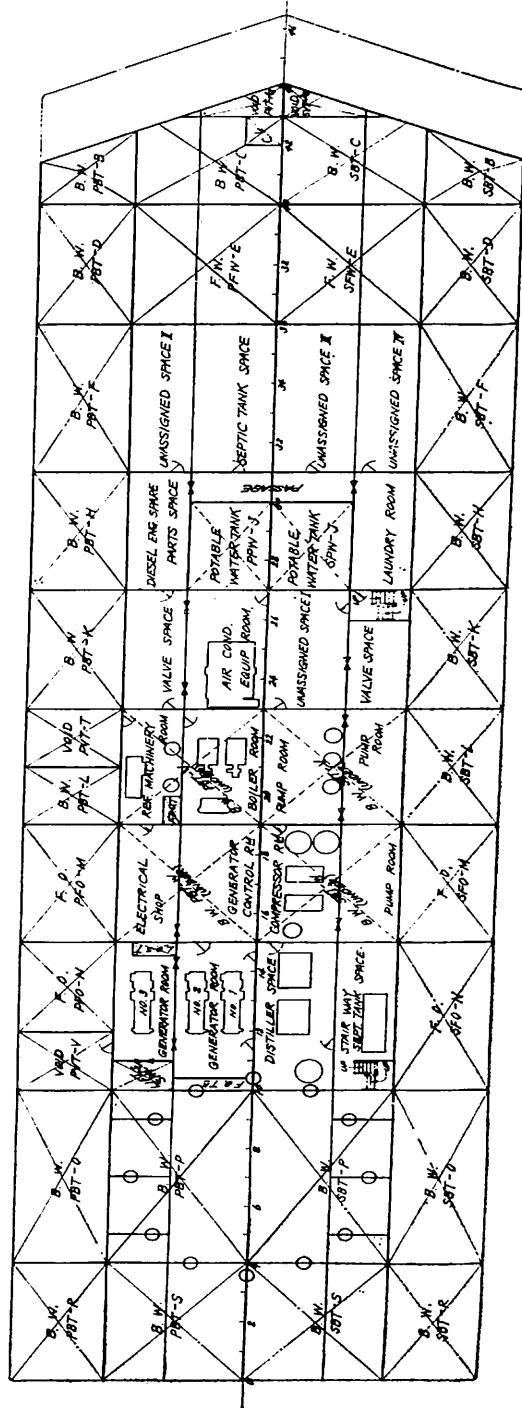 B. W.
PBT-B
B. W.
PBT-C
B. W.
SBT-C
B. W.
SBT-B
VOID
VOID
B. W.
PBT-D
F. W.
PFW-E
F. W.
SFW-E
B. W.
SBT-D
B. W.
PBT-F
UNASSIGNED SPACE II
SEPTIC TANK SPACE
UNASSIGNED SPACE III
UNASSIGNED SPACE IV
B. W.
SBT-F
B. W.
PBT-H
DIESEL ENG SPARE
PARTS SPACE
PASSAGE
POTABLE
WATER TANK
PPW-J
POTABLE
WATER TANK
SPW-J
LAUNDRY ROOM
B. W.
SBT-H
B. W.
PBT-K
VALVE SPACE
AIR COND.
EQUIP ROOM
UNASSIGNED SPACE I
VALVE SPACE
B. W.
SBT-K
VOID
PVT-T
B. W.
PBT-L
REF. MACHINERY
ROOM
BOILER ROOM
PUMP ROOM
PUMP
ROOM
B. W.
SBT-L
F. O.
PFO-M
ELECTRICAL
SHOP
GENERATOR
CONTROL RM
COMPRESSOR RM
PUMP ROOM
F. O.
SFO-M
F. O.
PFO-N
VOID
PVT-V
NO. 3
GENERATOR ROOM
NO. 2
NO. 1
GENERATOR ROOM
DISTILLER SPACE
UP STAIR WAY
SEPT. TANK SPACE
F. O.
SFO-N
B. W.
PBT-O
B. W.
PBT-P
B. W.
SBT-P
B. W.
SBT-O
B. W.
PBT-R
B. W.
PBT-S
B. W.
SBT-S
B. W.
SBT-R